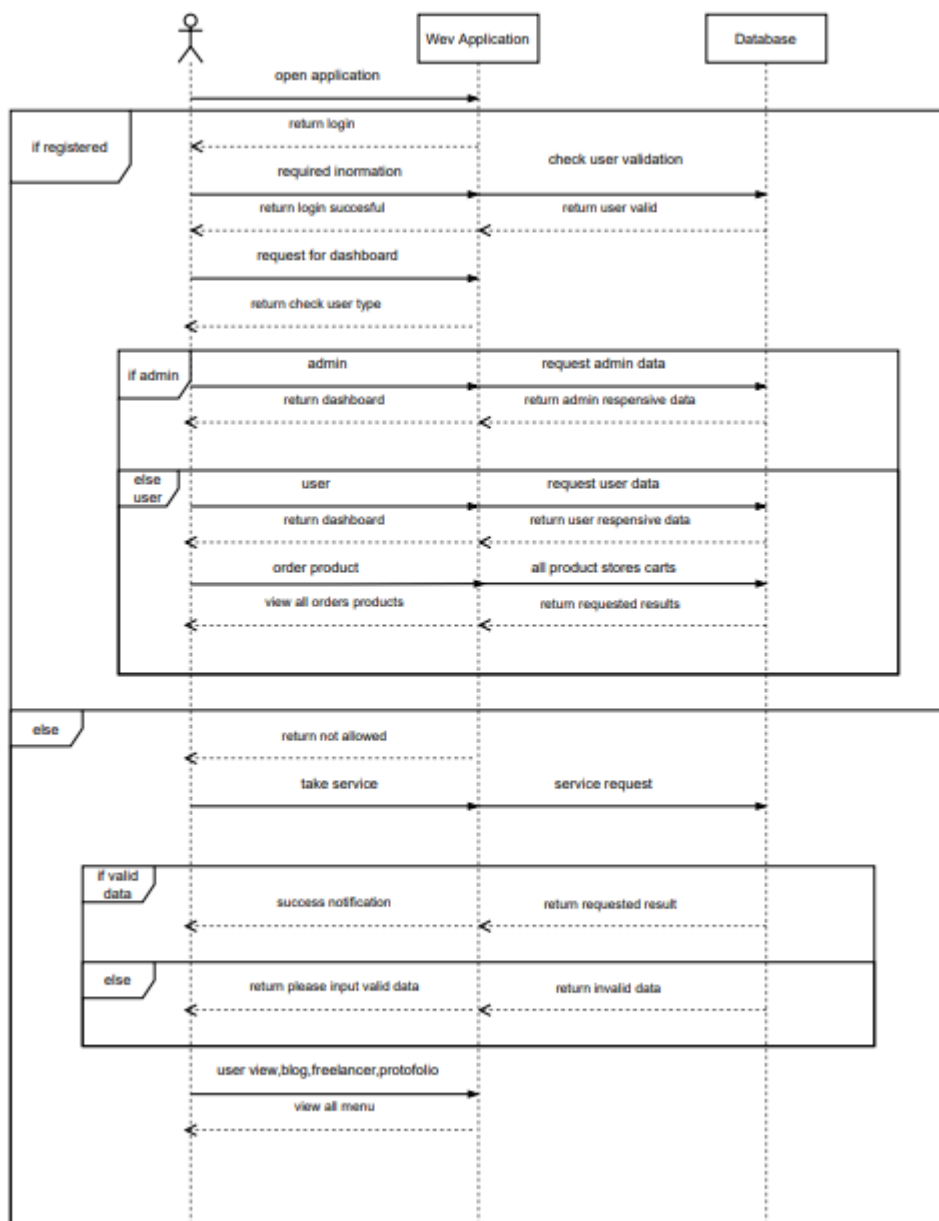 Wev Application
Database
open application
if registered
return login
required inormation
check user validation
return login succesful
return user valid
request for dashboard
return check user type
if admin
admin
request admin data
return dashboard
return admin respensive data
else
user
user
request user data
return dashboard
return user respensive data
order product
all product stores carts
view all orders products
return requested results
else
return not allowed
take service
service request
if valid
data
success notification
return requested result
else
return please input valid data
return invalid data
user view,blog,freelancer,protofolio
view all menu